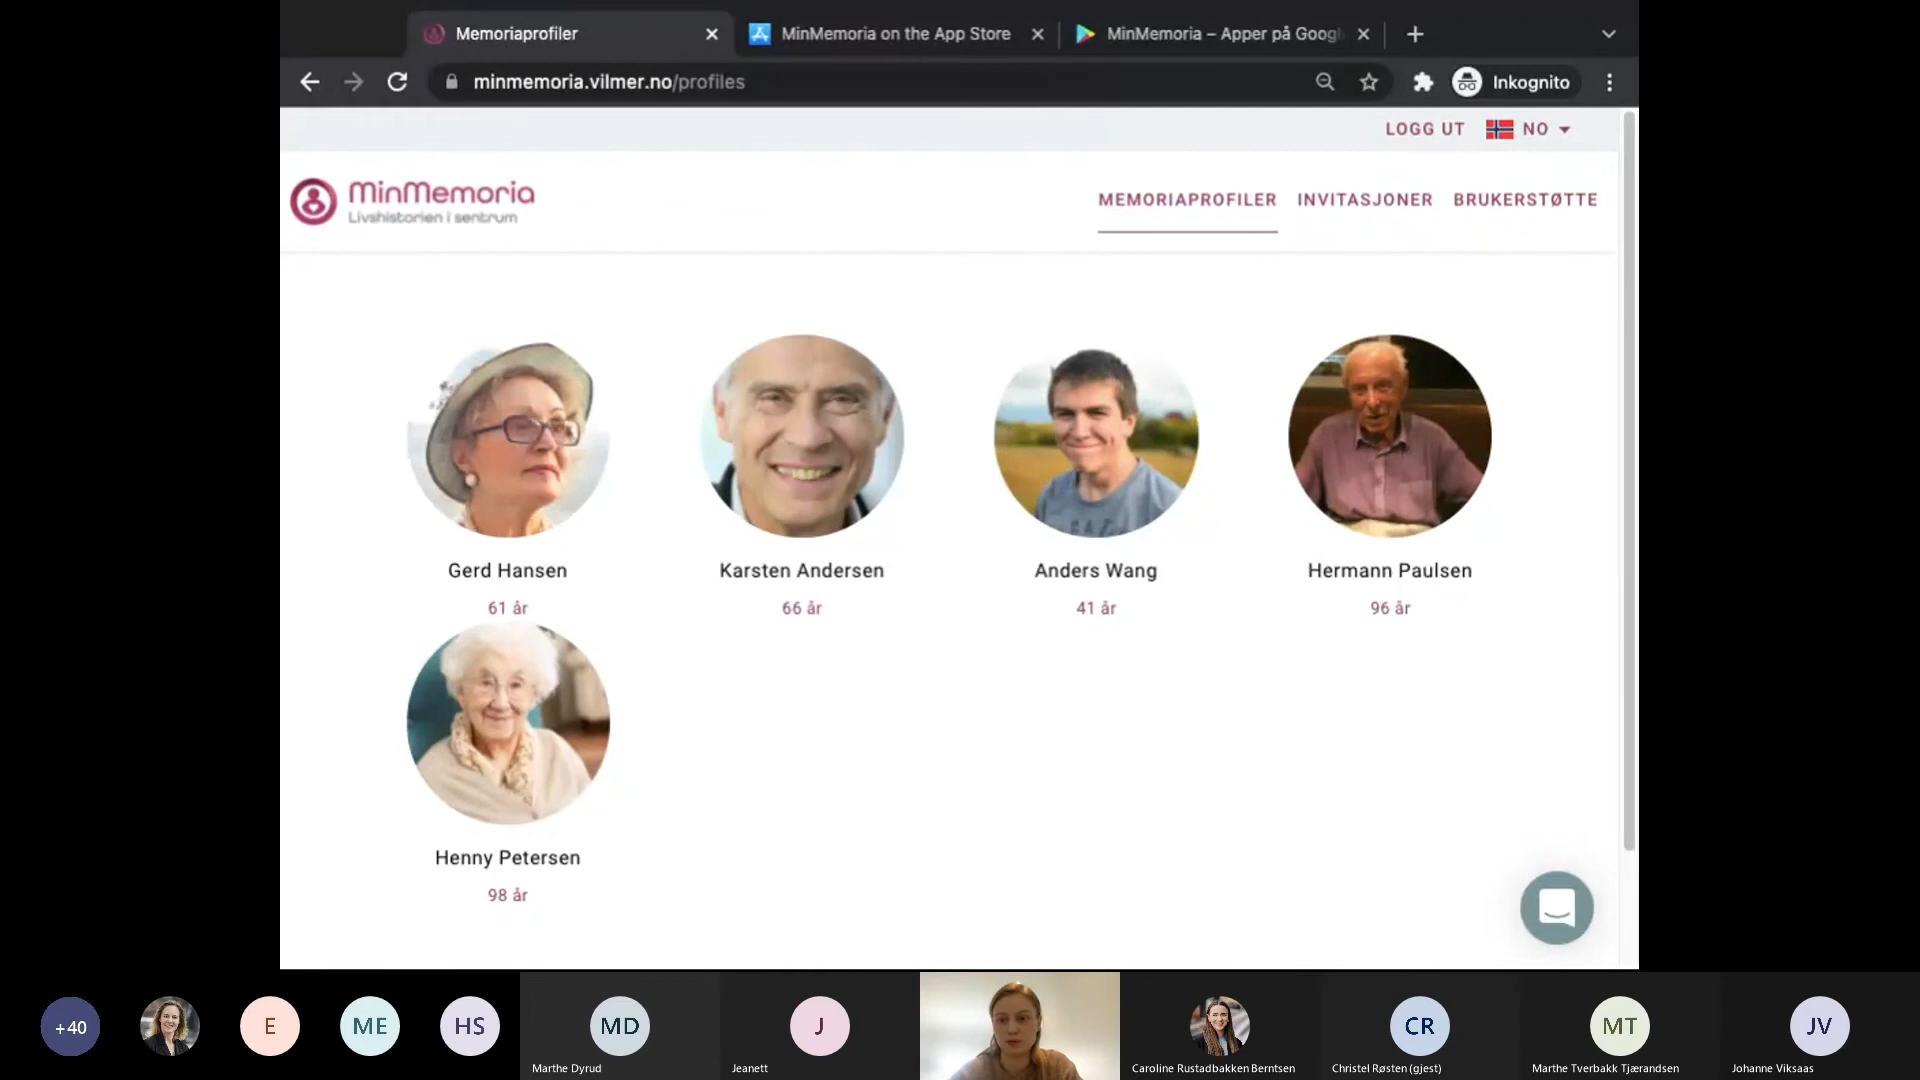 Memoriaprofiler
MinMemoria on the App Store
MinMemoria – Apper på Googl
minmemoria.vilmer.no/profiles
Inkognito
LOGG UT
NO
MinMemoria
Livshistorien i sentrum
MEMORIAPROFILER
INVITASJONER
BRUKERSTØTTE
Gerd Hansen
Karsten Andersen
Anders Wang
Hermann Paulsen
61 år
66 år
41 år
96 år
Henny Petersen
98 år
+40
E
ME
HS
MD
J
CR
MT
JV
Marthe Dyrud
Jeanett
Caroline Rustadbakken Berntsen
Christel Røsten (gjest)
Marthe Tverbakk Tjærandsen
Johanne Viksaas